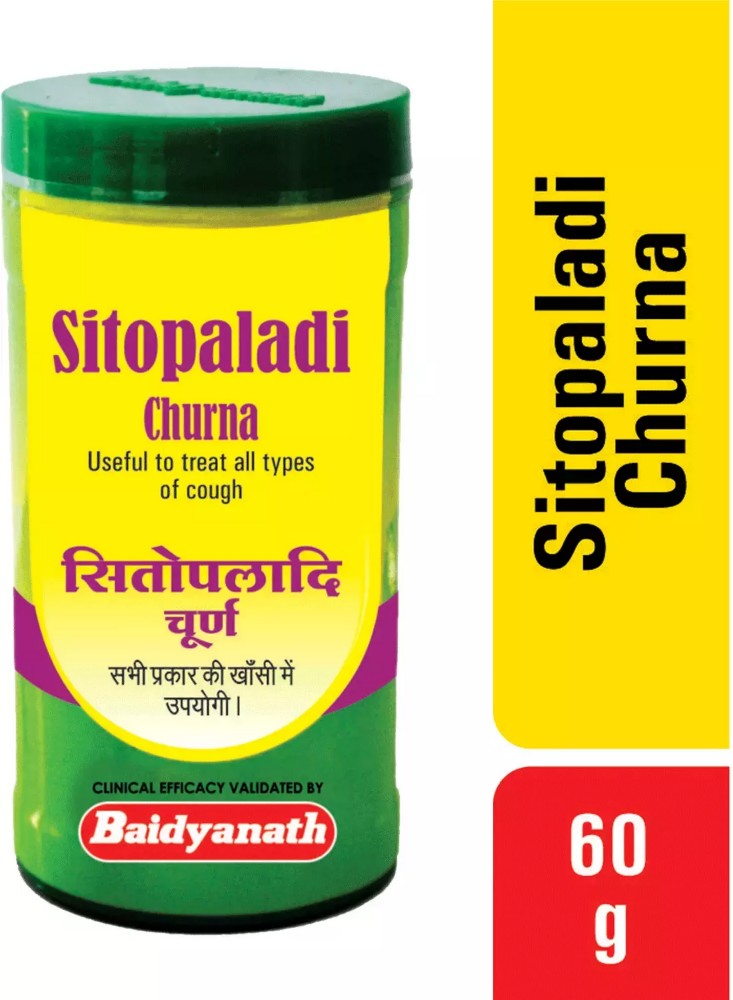 Sitopaladi
Churna
Useful to treat all types
of cough
सितोपलादि
चूर्ण
सभी प्रकार की खाँसी में
उपयोगी।
CLINICAL EFFICACY VALIDATED BY
Baidyanath
Sitopaladi
Churna
60
g